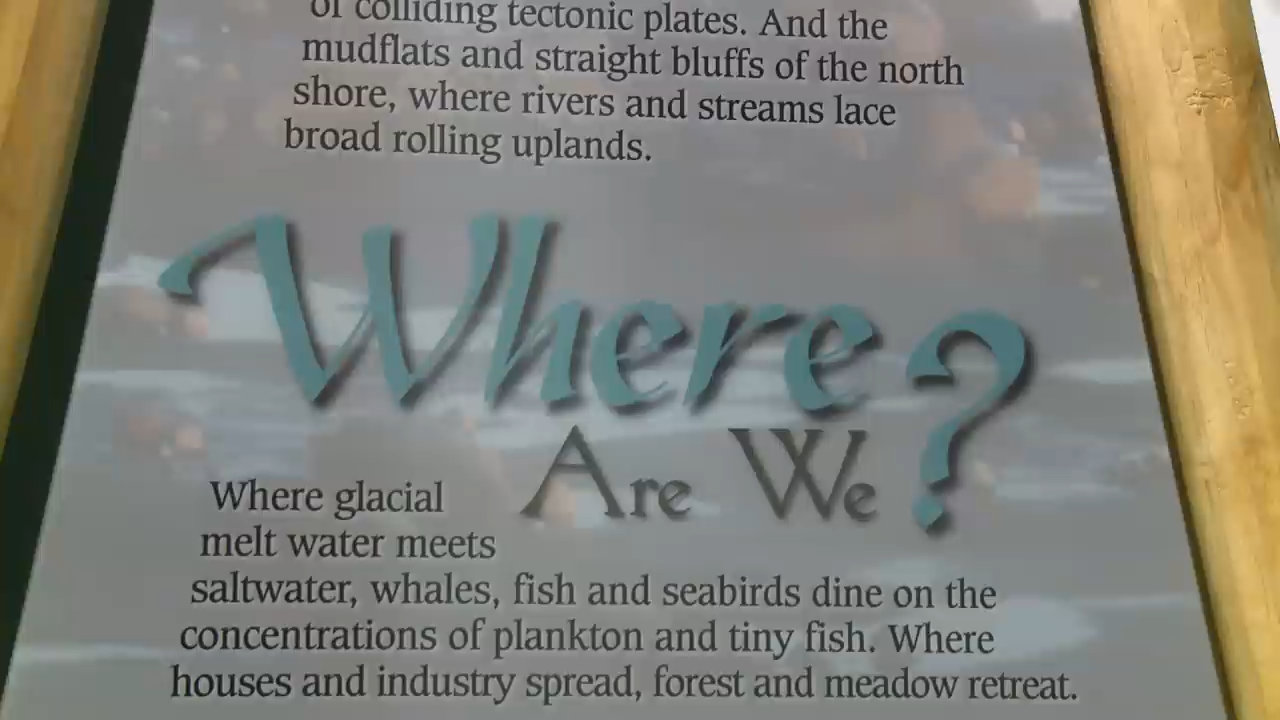 of colliding tectonic plates. And the
mudflats and straight bluffs of the north
shore, where rivers and streams lace
broad rolling uplands.
Where?
Are We
Where glacial
melt water meets
saltwater, whales, fish and seabirds dine on the
concentrations of plankton and tiny fish. Where
houses and industry spread, forest and meadow retreat.